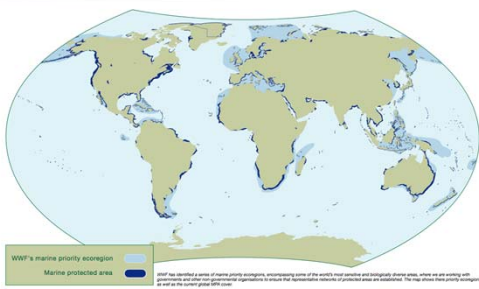 WWF's marine priority ecoregion
Marine protected area
WWF has identified a series of marine priority ecoregions, encompassing some of the world's most sensitive and biologically diverse areas, where we are working with
governments and other non-governmental organisations to ensure that representative networks of protected areas are established. The map shows there priority ecoregions
as well as the current global MPA cover.